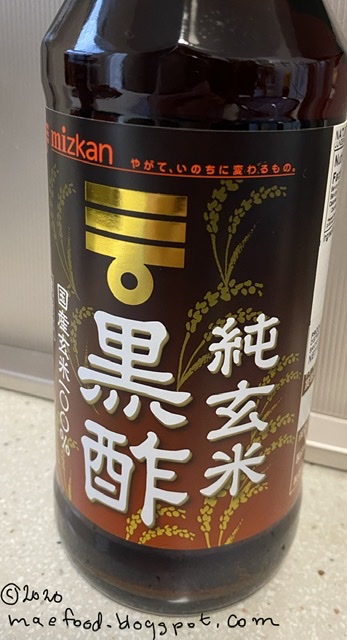 mizkan
やがて、いのちに変わるもの。
純玄米
黒酢
国産玄米100%
©2020
maefood.blogspot.com